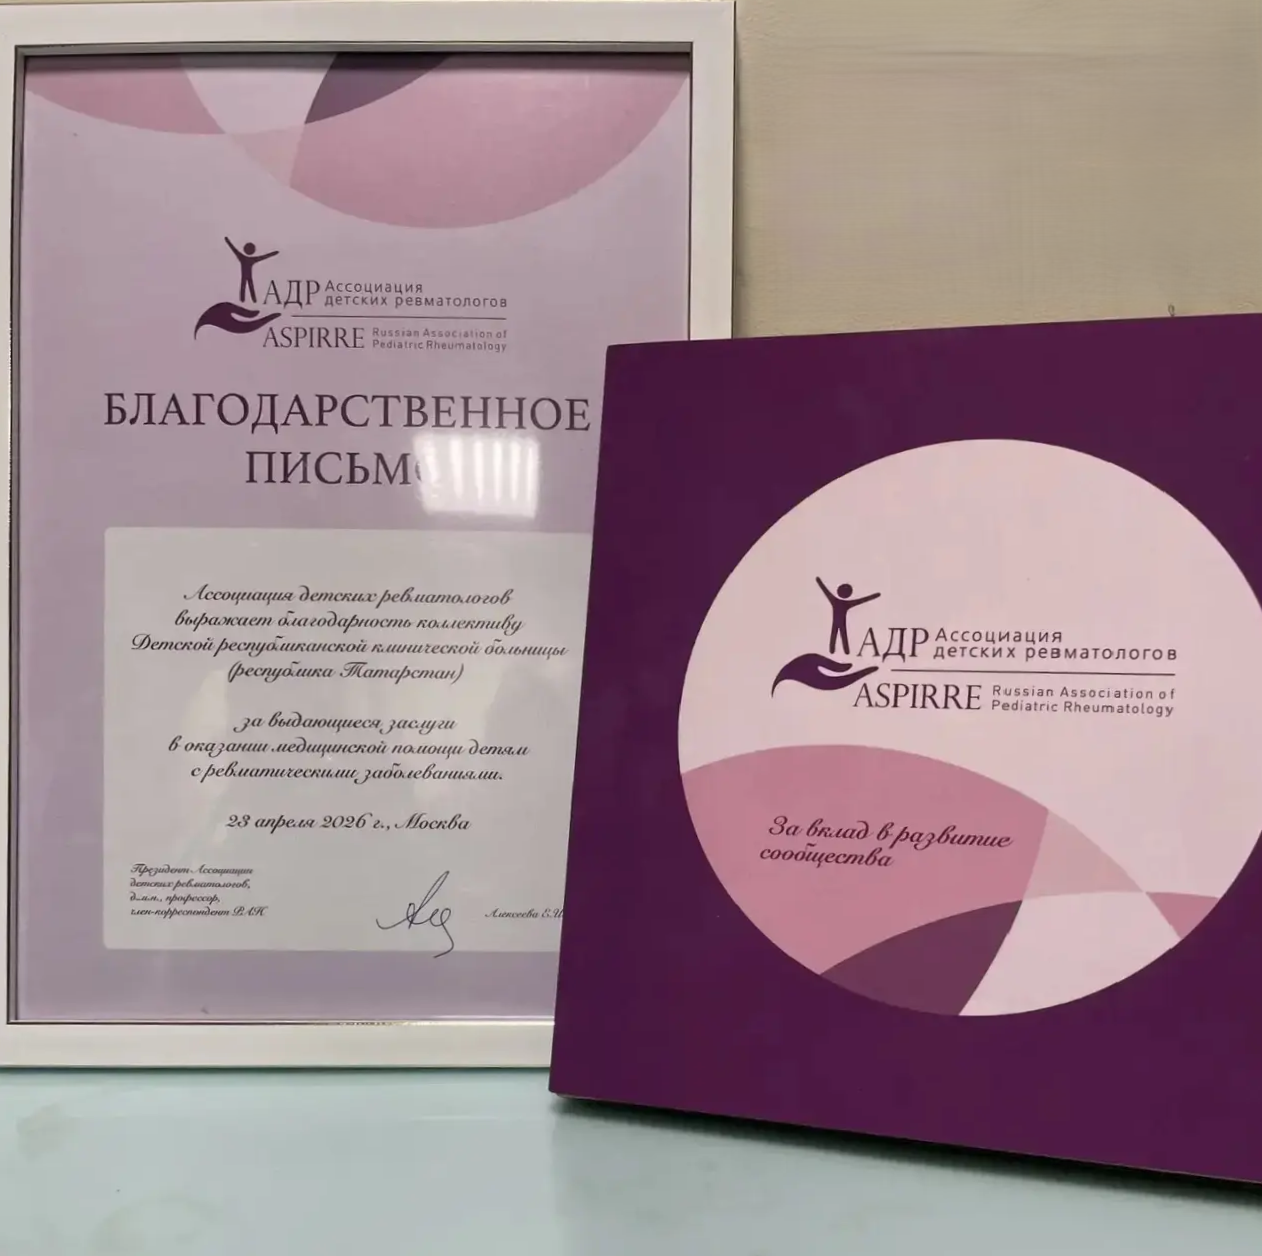 АДР Ассоциация
детских ревматологов
ASPIRRE Russian Association of
Pediatric Rheumatology
БЛАГОДАРСТВЕННОЕ
ПИСЬМО
Ассоциация детских ревматологов
выражает благодарность коллективу
Детской республиканской клинической больницы
(республика Татарстан)
за выдающиеся заслуги
в оказании медицинской помощи детям
с ревматическими заболеваниями.
23 апреля 2026 г., Москва
Президент Ассоциации
детских ревматологов,
д.м.н., профессор,
член-корреспондент РАН
Алексеева Е.И.
АДР Ассоциация
детских ревматологов
ASPIRRE Russian Association of
Pediatric Rheumatology
За вклад в развитие
сообщества